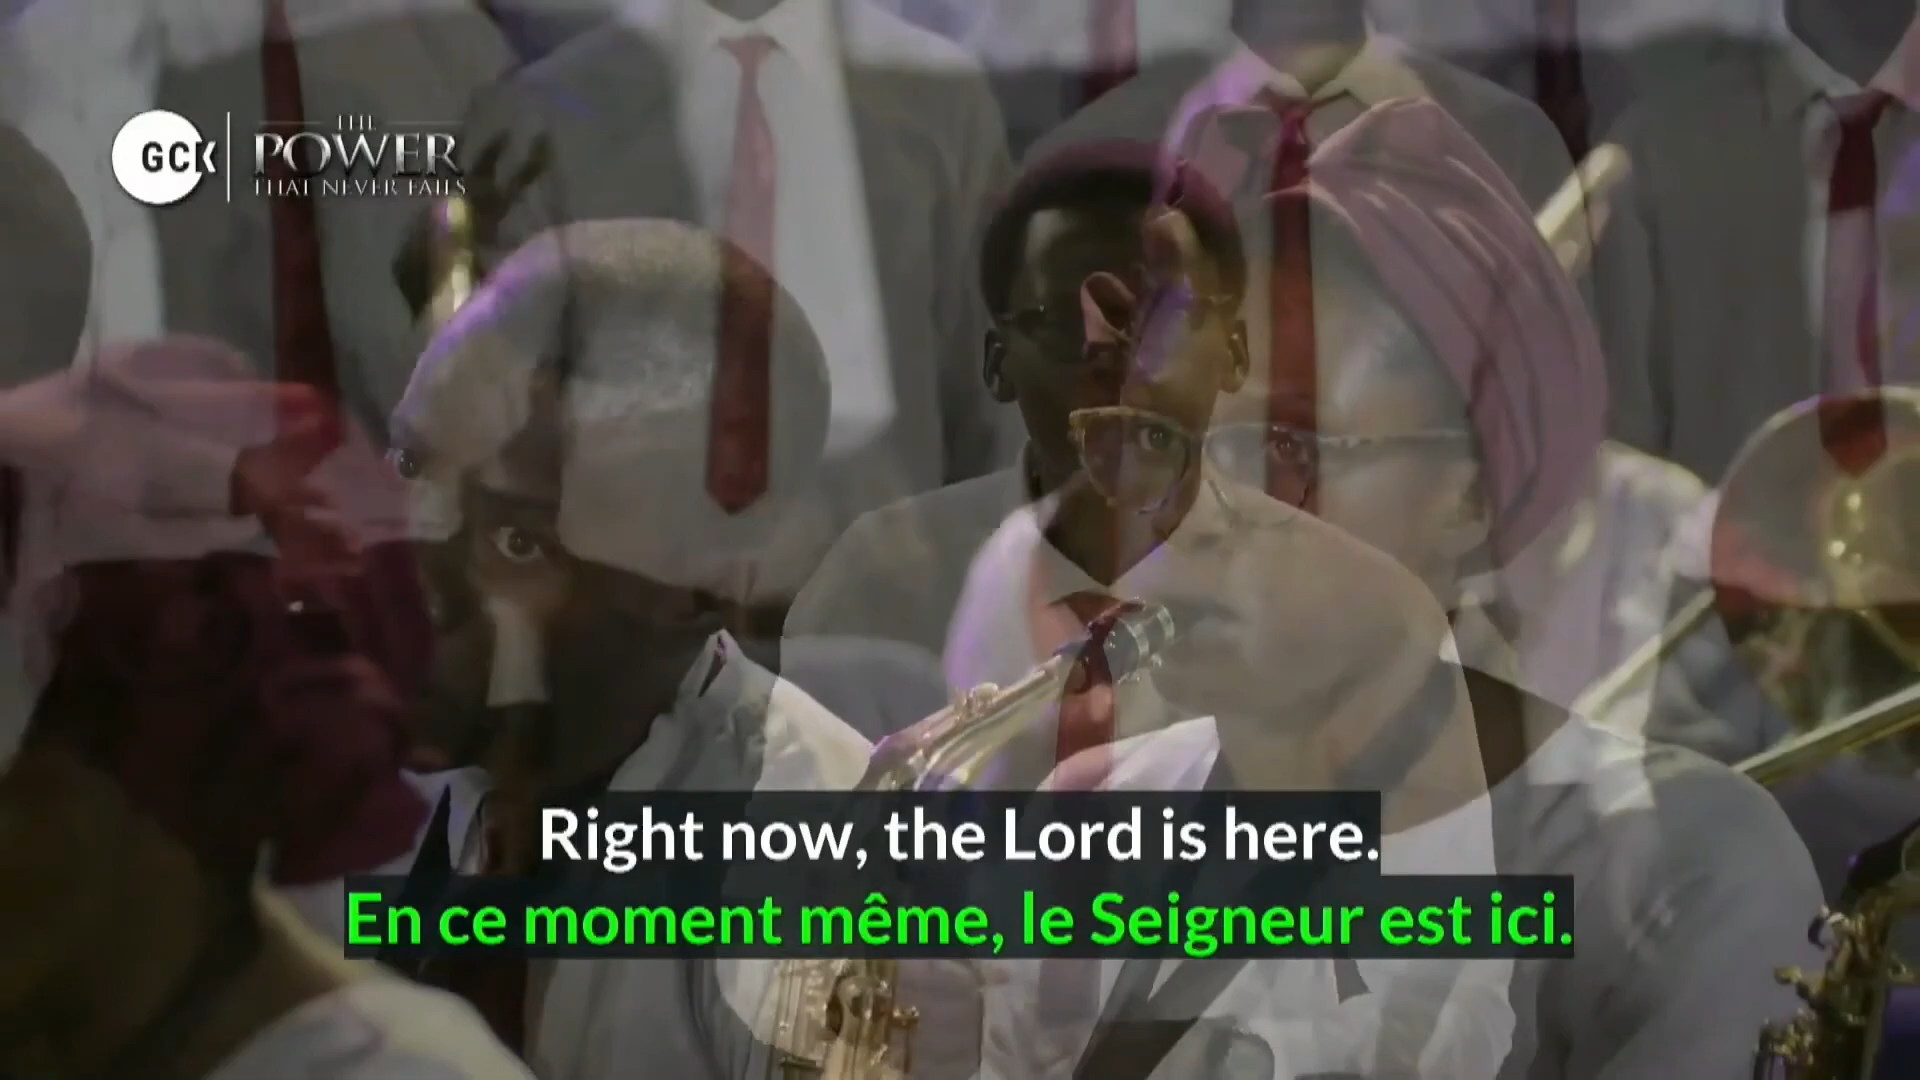 GCK
THE
POWER
THAT NEVER FAILS
Right now, the Lord is here.
En ce moment même, le Seigneur est ici.